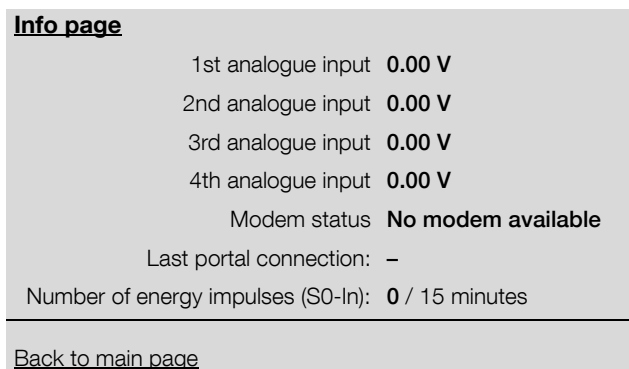 Info page
1st analogue input 0.00 V
2nd analogue input 0.00 V
3rd analogue input 0.00 V
4th analogue input 0.00 V
Modem status No modem available
Last portal connection: –
Number of energy impulses (S0-In): 0 / 15 minutes
Back to main page